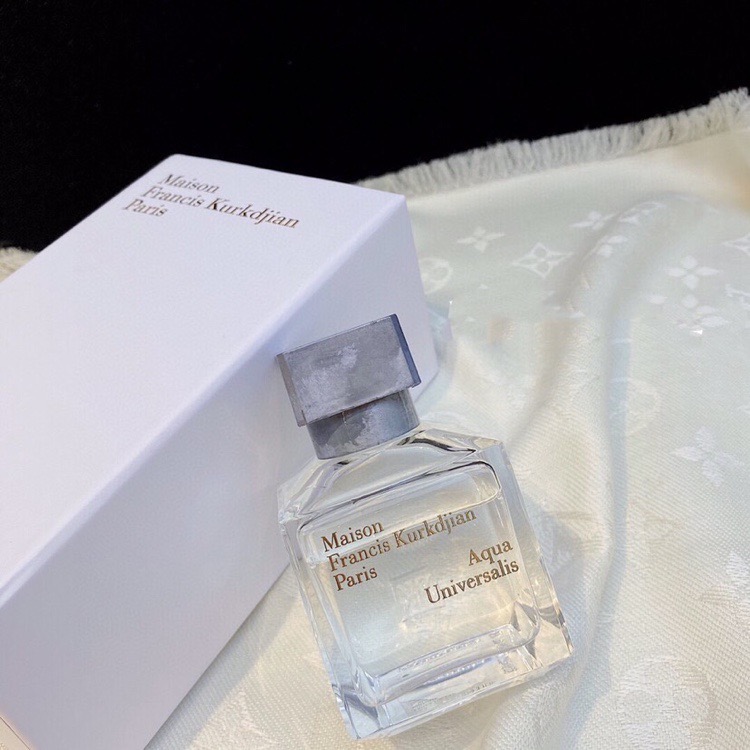 Maison
Francis Kurkdjian
Paris
Maison
Francis Kurkdjian
Paris
Aqua
Universalis